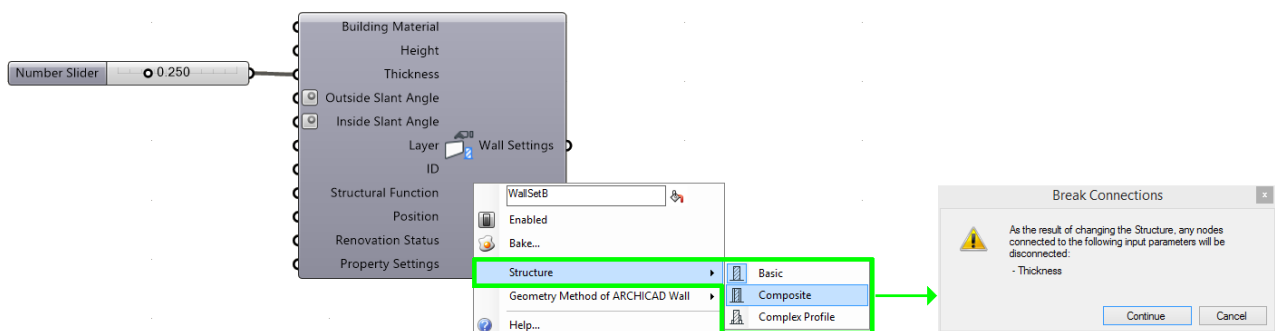 Building Material
Height
Number Slider
0.250
Thickness
Outside Slant Angle
Inside Slant Angle
Layer
Wall Settings
ID
Structural Function
Position
Renovation Status
Property Settings
WallSetB
Enabled
Bake...
Structure
Geometry Method of ARCHICAD Wall
Help...
Basic
Composite
Complex Profile
Break Connections
As the result of changing the Structure, any nodes
connected to the following input parameters will be
disconnected:
- Thickness
Continue
Cancel